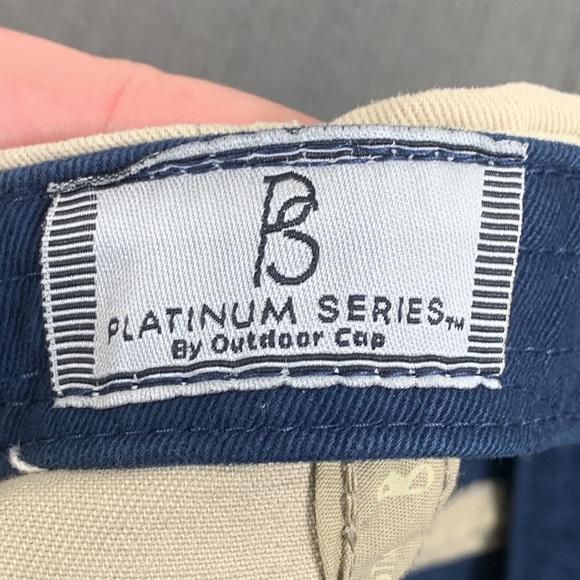 PS
PLATINUM SERIES™
By Outdoor Cap